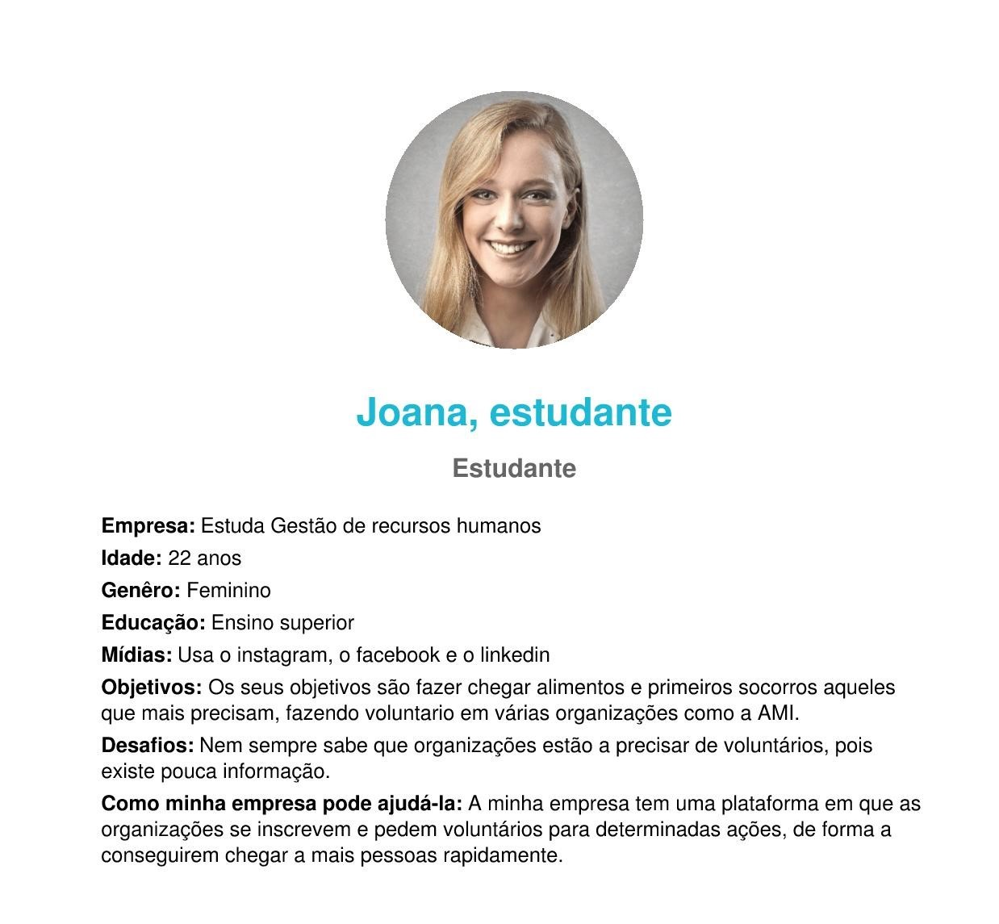 Joana, estudante
Estudante
Empresa: Estuda Gestão de recursos humanos
Idade: 22 anos
Genêro: Feminino
Educação: Ensino superior
Mídias: Usa o instagram, o facebook e o linkedin
Objetivos: Os seus objetivos são fazer chegar alimentos e primeiros socorros aqueles
que mais precisam, fazendo voluntario em várias organizações como a AMI.
Desafios: Nem sempre sabe que organizações estão a precisar de voluntários, pois
existe pouca informação.
Como minha empresa pode ajudá-la: A minha empresa tem uma plataforma em que as
organizações se inscrevem e pedem voluntários para determinadas ações, de forma a
conseguirem chegar a mais pessoas rapidamente.